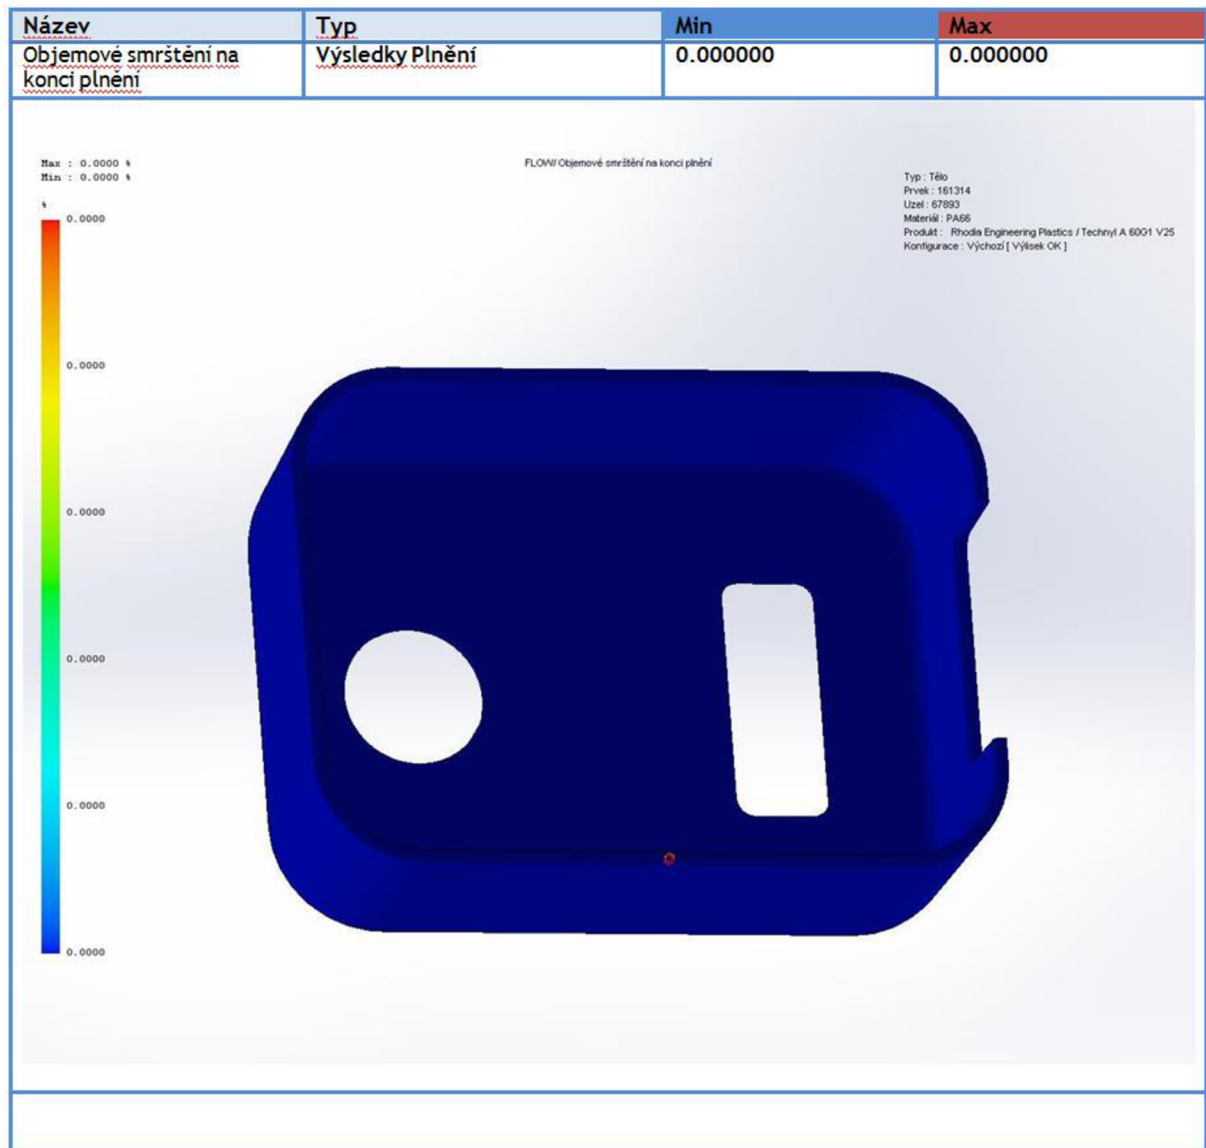 Název Typ Min Max
Objemové smrštění na Výsledky Plnění 0.000000 0.000000
konci plnění
Max : 0.0000 %
Min : 0.0000 %
FLOW/ Objemové smrštění na konci plnění
Typ : Tělo
Prvek : 161314
Uzel : 67893
Materiál : PA66
Produkt : Rhodia Engineering Plastics / Technyl A 60G1 V25
Konfigurace : Výchozí [ Výlisek OK ]
%
0.0000
0.0000
0.0000
0.0000
0.0000
0.0000